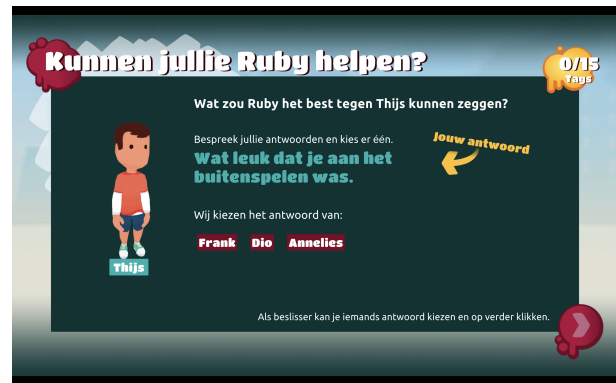 Kunnen jullie Ruby helpen?
0/15
Tags
Wat zou Ruby het best tegen Thijs kunnen zeggen?
Bespreek jullie antwoorden en kies er één.
Jouw antwoord
Wat leuk dat je aan het
buitenspelen was.
Wij kiezen het antwoord van:
Frank Dio Annelies
Thijs
Als beslisser kan je iemands antwoord kiezen en op verder klikken.